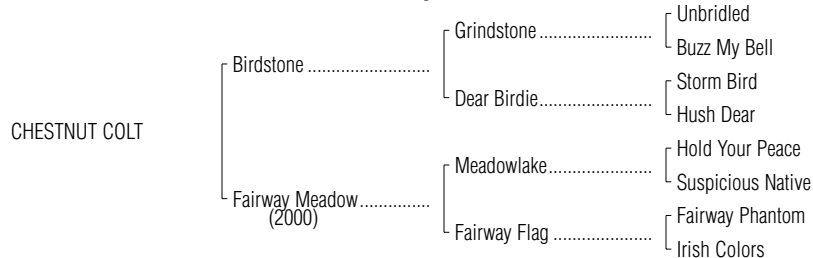 Unbridled
Grindstone ........................
Buzz My Bell
Birdstone ..........................
Storm Bird
Dear Birdie........................
Hush Dear
CHESTNUT COLT
Hold Your Peace
Meadowlake......................
Suspicious Native
Fairway Meadow...............
(2000)
Fairway Phantom
Fairway Flag .....................
Irish Colors